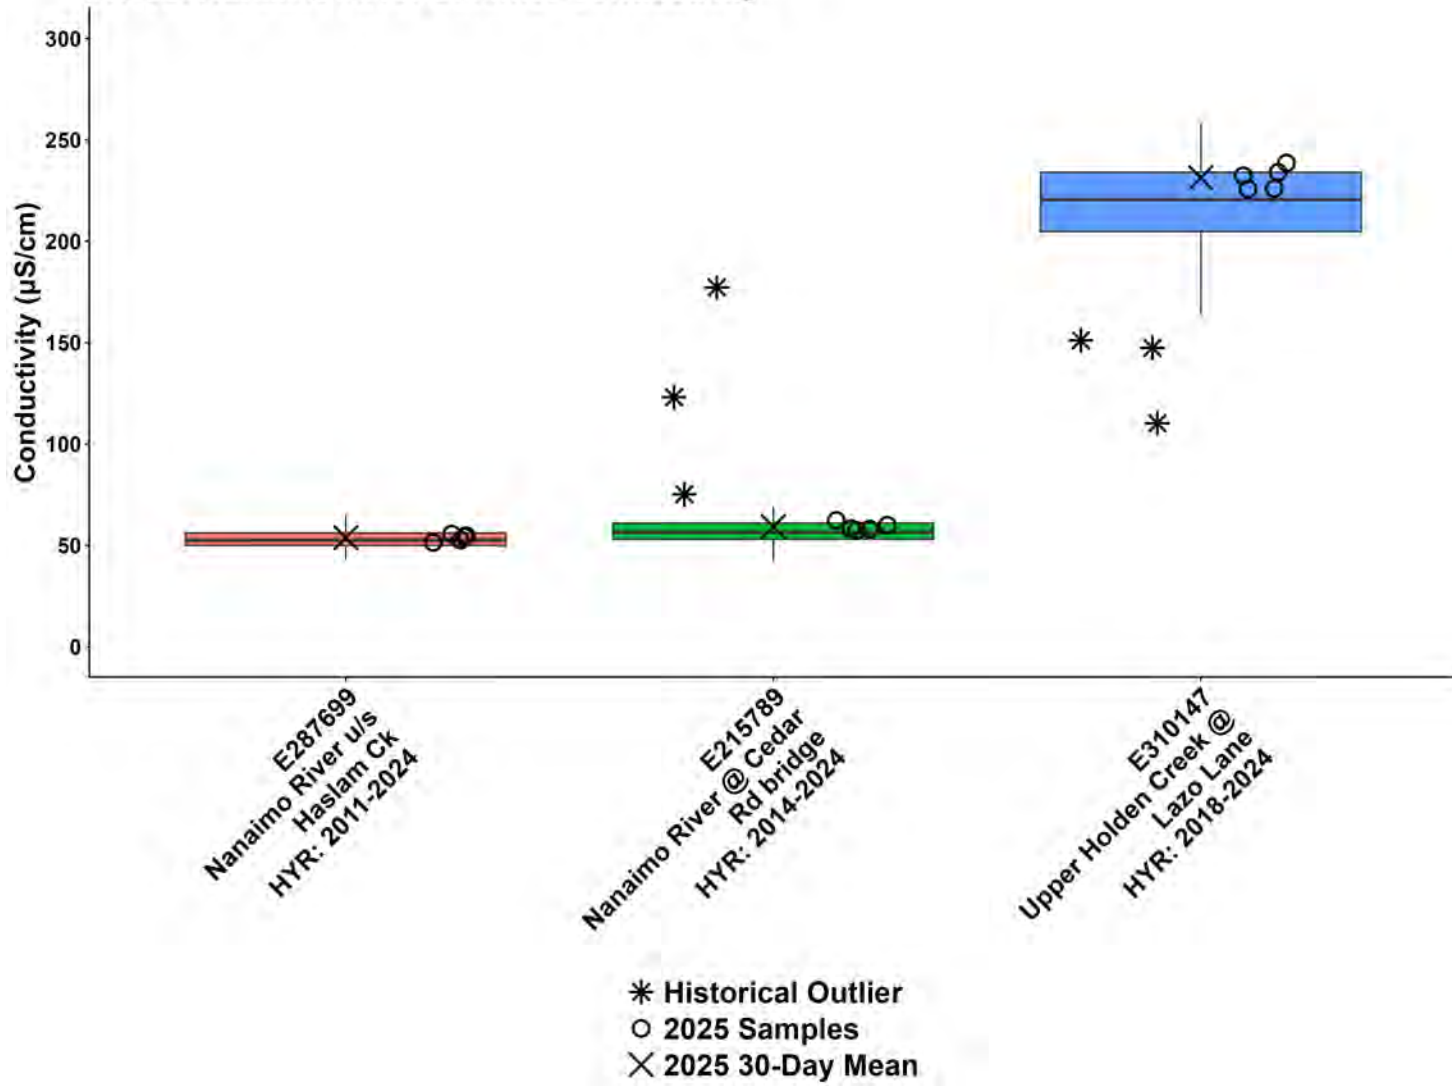 300
250
200
150
100
50
0
Conductivity (µS/cm)
E287699
Nanaimo River u/s
Haslam Ck
HYR: 2011-2024
E215789
Nanaimo River @ Cedar
Rd bridge
HYR: 2014-2024
E310147
Upper Holden Creek @
Lazo Lane
HYR: 2018-2024
Historical Outlier
2025 Samples
2025 30-Day Mean